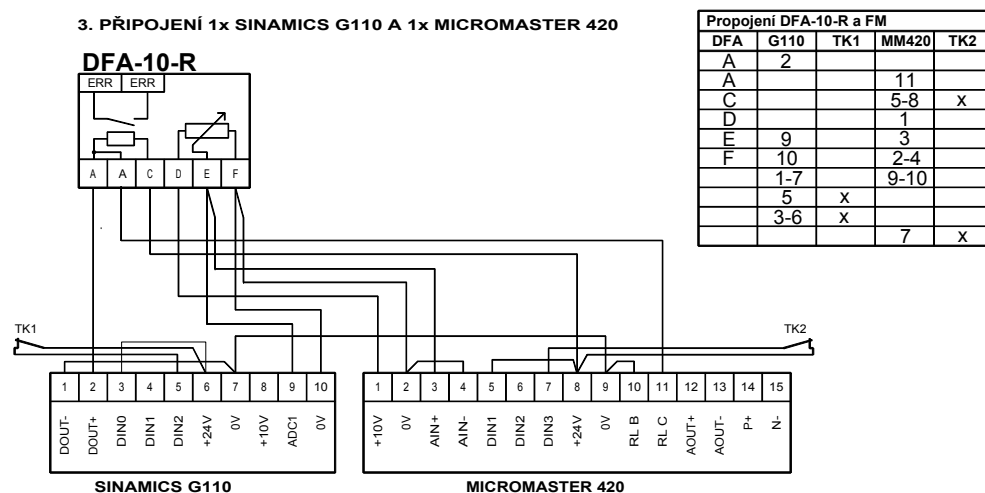 3. PŘIPOJENÍ 1x SINAMICS G110 A 1x MICROMASTER 420
Propojení DFA-10-R a FM
DFA G110 TK1 MM420 TK2
A 2
A 11
C 5-8 x
D 1
E 9 3
F 10 2-4
1-7 9-10
5 x
3-6 x
7 x
DFA-10-R
ERR ERR
A A C D E F
TK1
TK2
1 2 3 4 5 6 7 8 9 10
DOUT- DOUT+ DIN0 DIN1 DIN2 +24V 0V +10V ADC1 0V
SINAMICS G110
1 2 3 4 5 6 7 8 9 10 11 12 13 14 15
+10V 0V AIN+ AIN- DIN1 DIN2 DIN3 +24V 0V RL B RL C AOUT+ AOUT- P+ N-
MICROMASTER 420